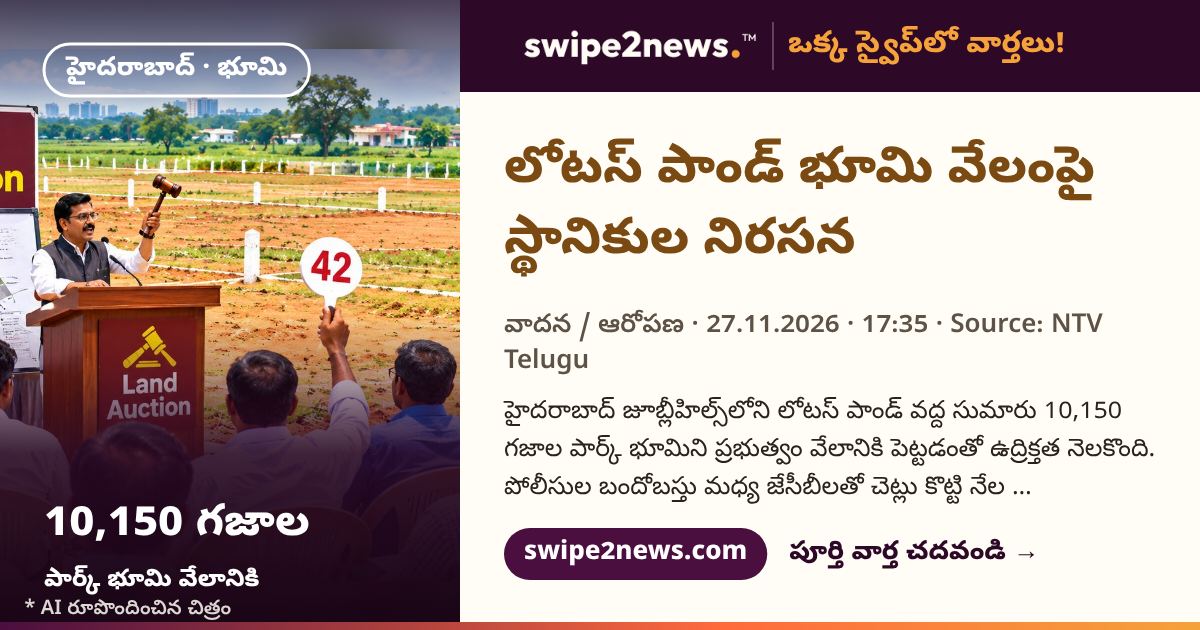 హైదరాబాద్ · భూమి
on
42
Land
Auction
10,150 గజాల
పార్క్ భూమి వేలానికి
* AI రూపొందించిన చిత్రం
swipe2news.™ | ఒక్క స్వైప్‌లో వార్తలు!
లోటస్ పాండ్ భూమి వేలంపై
స్థానికుల నిరసన
వాదన / ఆరోపణ · 27.11.2026 · 17:35 · Source: NTV
Telugu
హైదరాబాద్ జూబ్లీహిల్స్‌లోని లోటస్ పాండ్ వద్ద సుమారు 10,150
గజాల పార్క్ భూమిని ప్రభుత్వం వేలానికి పెట్టడంతో ఉద్రిక్తత నెలకొంది.
పోలీసుల బందోబస్తు మధ్య జేసీబీలతో చెట్లు కొట్టి నేల ...
swipe2news.com పూర్తి వార్త చదవండి →